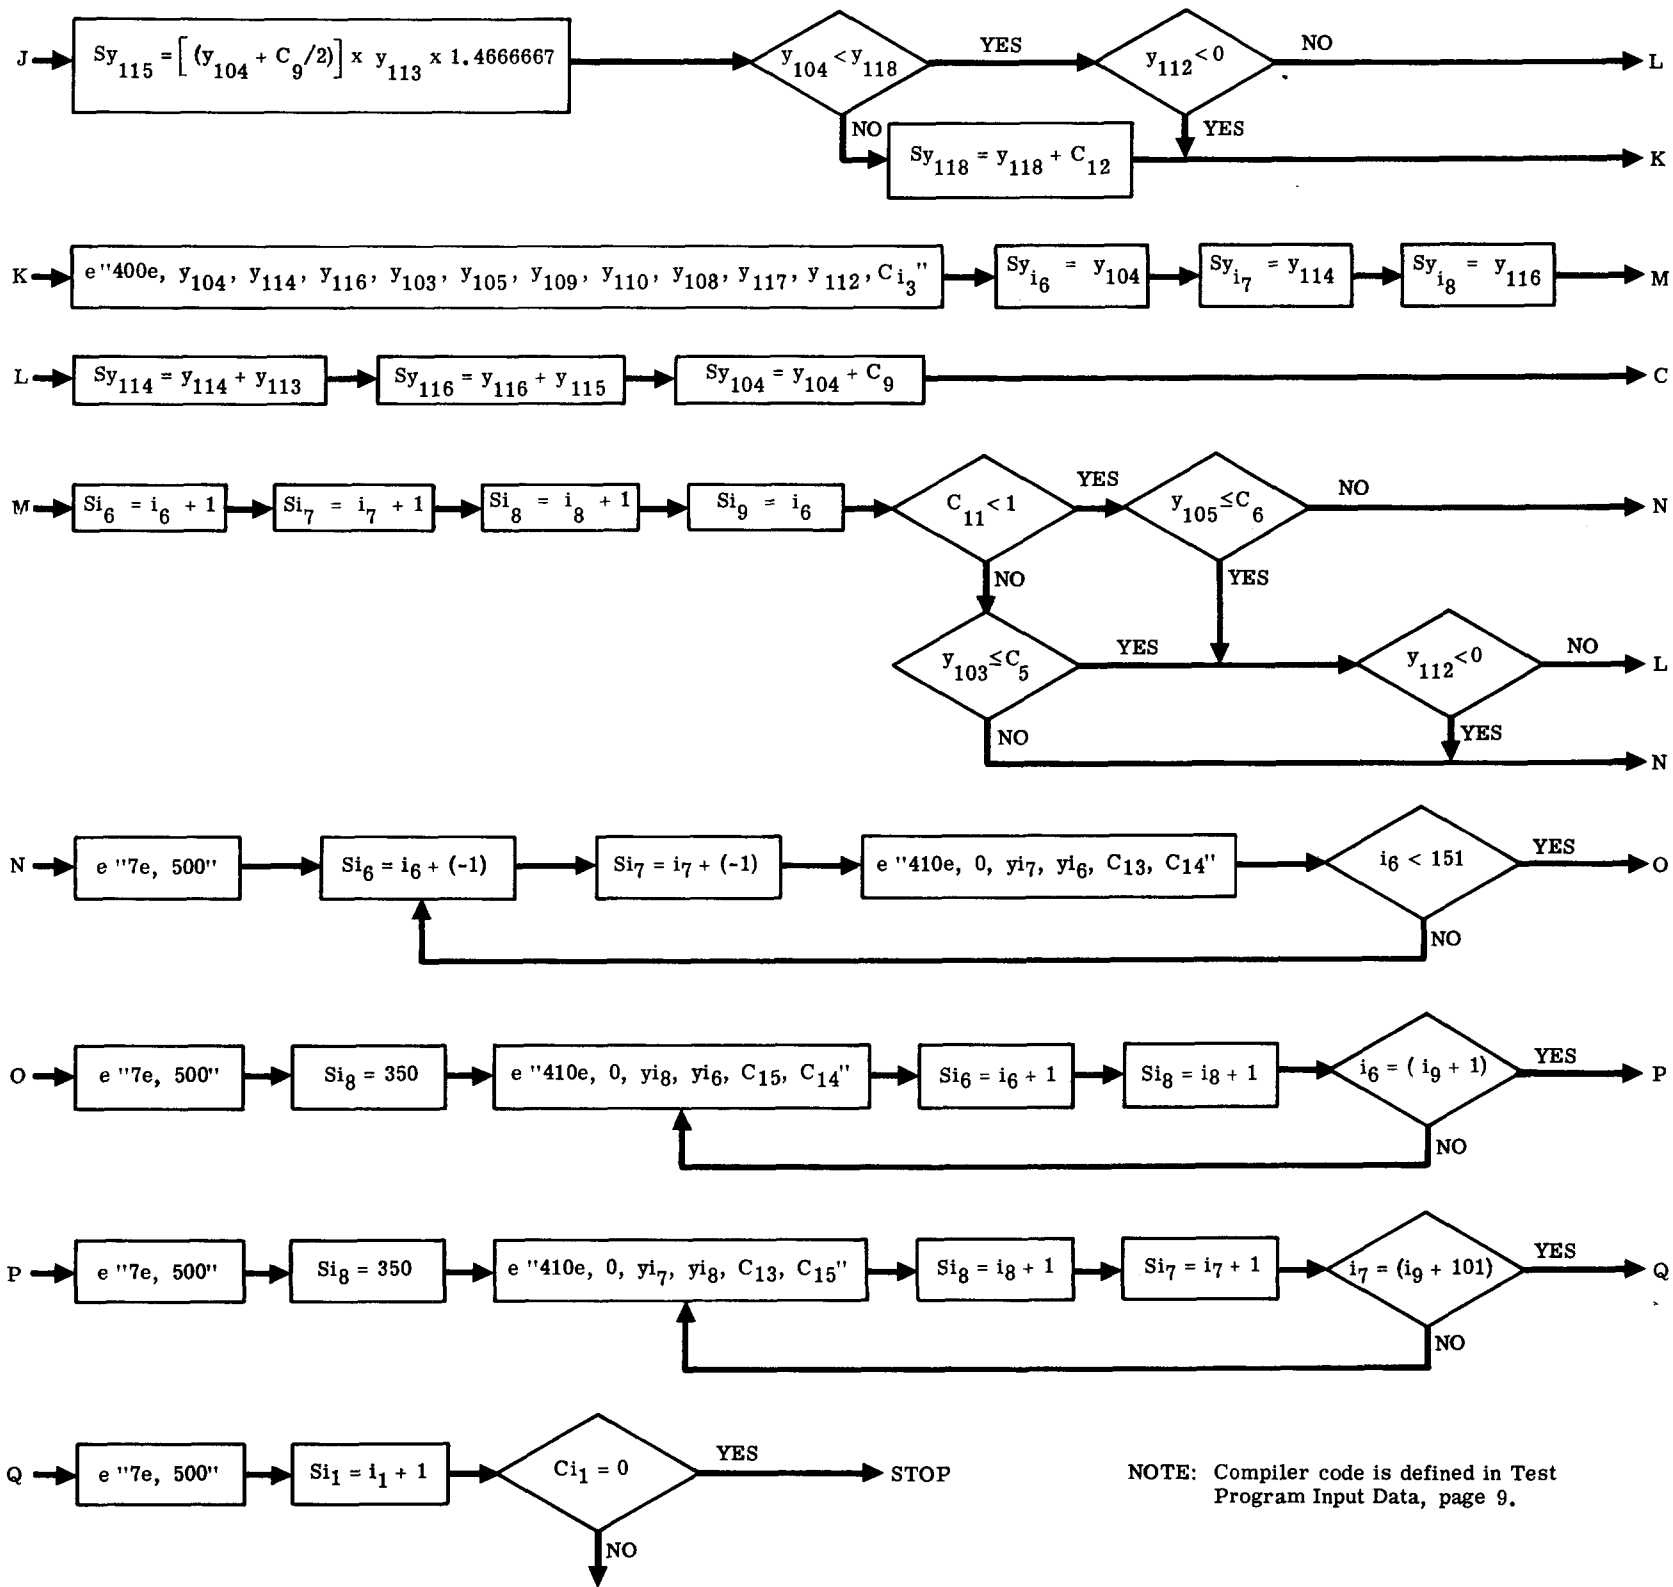 J Sy115 = [ (y104 + C9/2) ] x y113 x 1.4666667 y104 < y118 YES y112 < 0 NO L
NO YES
Sy118 = y118 + C12 K
K e "400e, y104, y114, y116, y103, y105, y109, y110, y108, y117, y112, Ci3" Syi6 = y104 Syi7 = y114 Syi8 = y116 M
L Sy114 = y114 + y113 Sy116 = y116 + y115 Sy104 = y104 + C9 C
M Si6 = i6 + 1 Si7 = i7 + 1 Si8 = i8 + 1 Si9 = i6 C11 < 1 YES y105 ≤ C6 NO N
NO YES
y103 ≤ C5 YES y112 < 0 NO L
NO YES
N
N e "7e, 500" Si6 = i6 + (-1) Si7 = i7 + (-1) e "410e, 0, yi7, yi6, C13, C14" i6 < 151 YES O
NO
O e "7e, 500" Si8 = 350 e "410e, 0, yi8, yi6, C15, C14" Si6 = i6 + 1 Si8 = i8 + 1 i6 = ( i9 + 1) YES P
NO
P e "7e, 500" Si8 = 350 e "410e, 0, yi7, yi8, C13, C15" Si8 = i8 + 1 Si7 = i7 + 1 i7 = (i9 + 101) YES Q
NO
Q e "7e, 500" Si1 = i1 + 1 Ci1 = 0 YES STOP
NO
NOTE: Compiler code is defined in Test
Program Input Data, page 9.